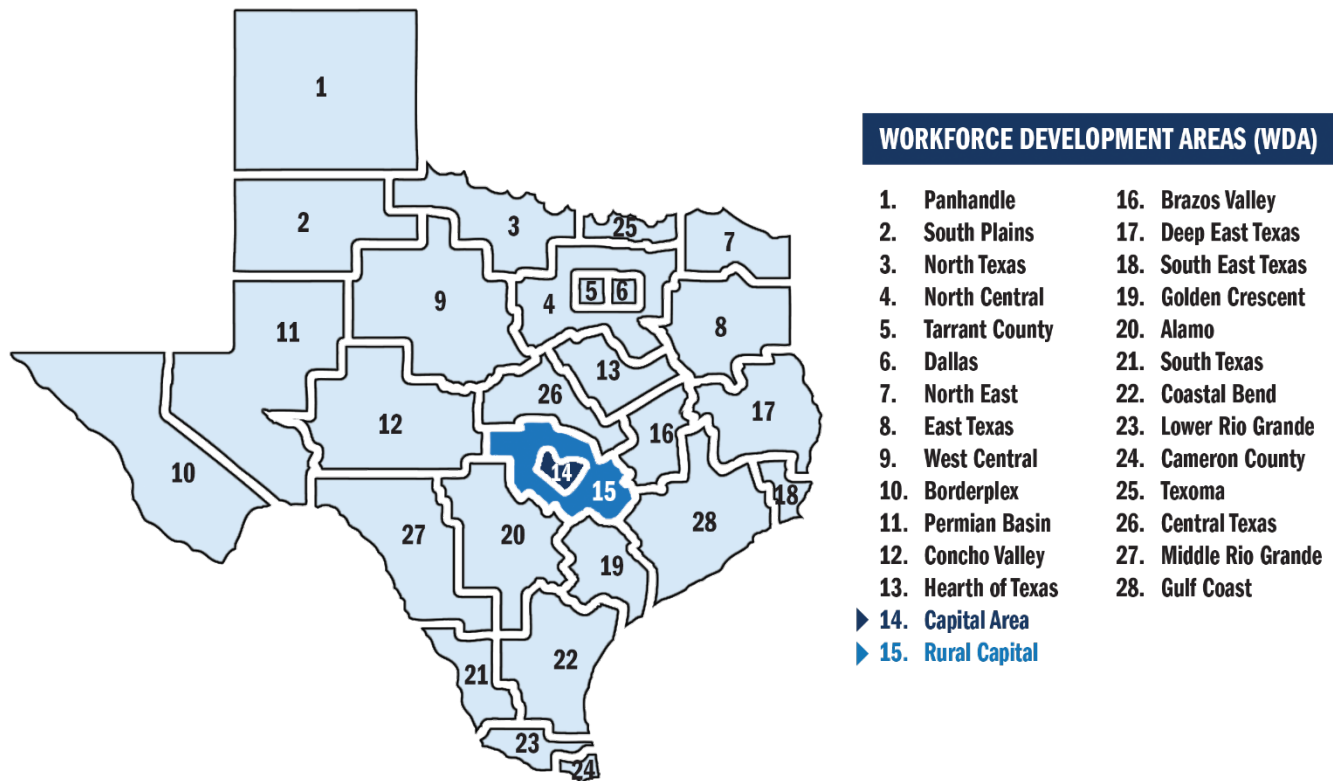 1
2
3
25
7
4
5
6
9
8
11
13
26
12
17
16
10
14
15
18
27
20
28
19
22
21
23
24
WORKFORCE DEVELOPMENT AREAS (WDA)
1. Panhandle
2. South Plains
3. North Texas
4. North Central
5. Tarrant County
6. Dallas
7. North East
8. East Texas
9. West Central
10. Borderplex
11. Permian Basin
12. Concho Valley
13. Hearth of Texas
14. Capital Area
15. Rural Capital
16. Brazos Valley
17. Deep East Texas
18. South East Texas
19. Golden Crescent
20. Alamo
21. South Texas
22. Coastal Bend
23. Lower Rio Grande
24. Cameron County
25. Texoma
26. Central Texas
27. Middle Rio Grande
28. Gulf Coast